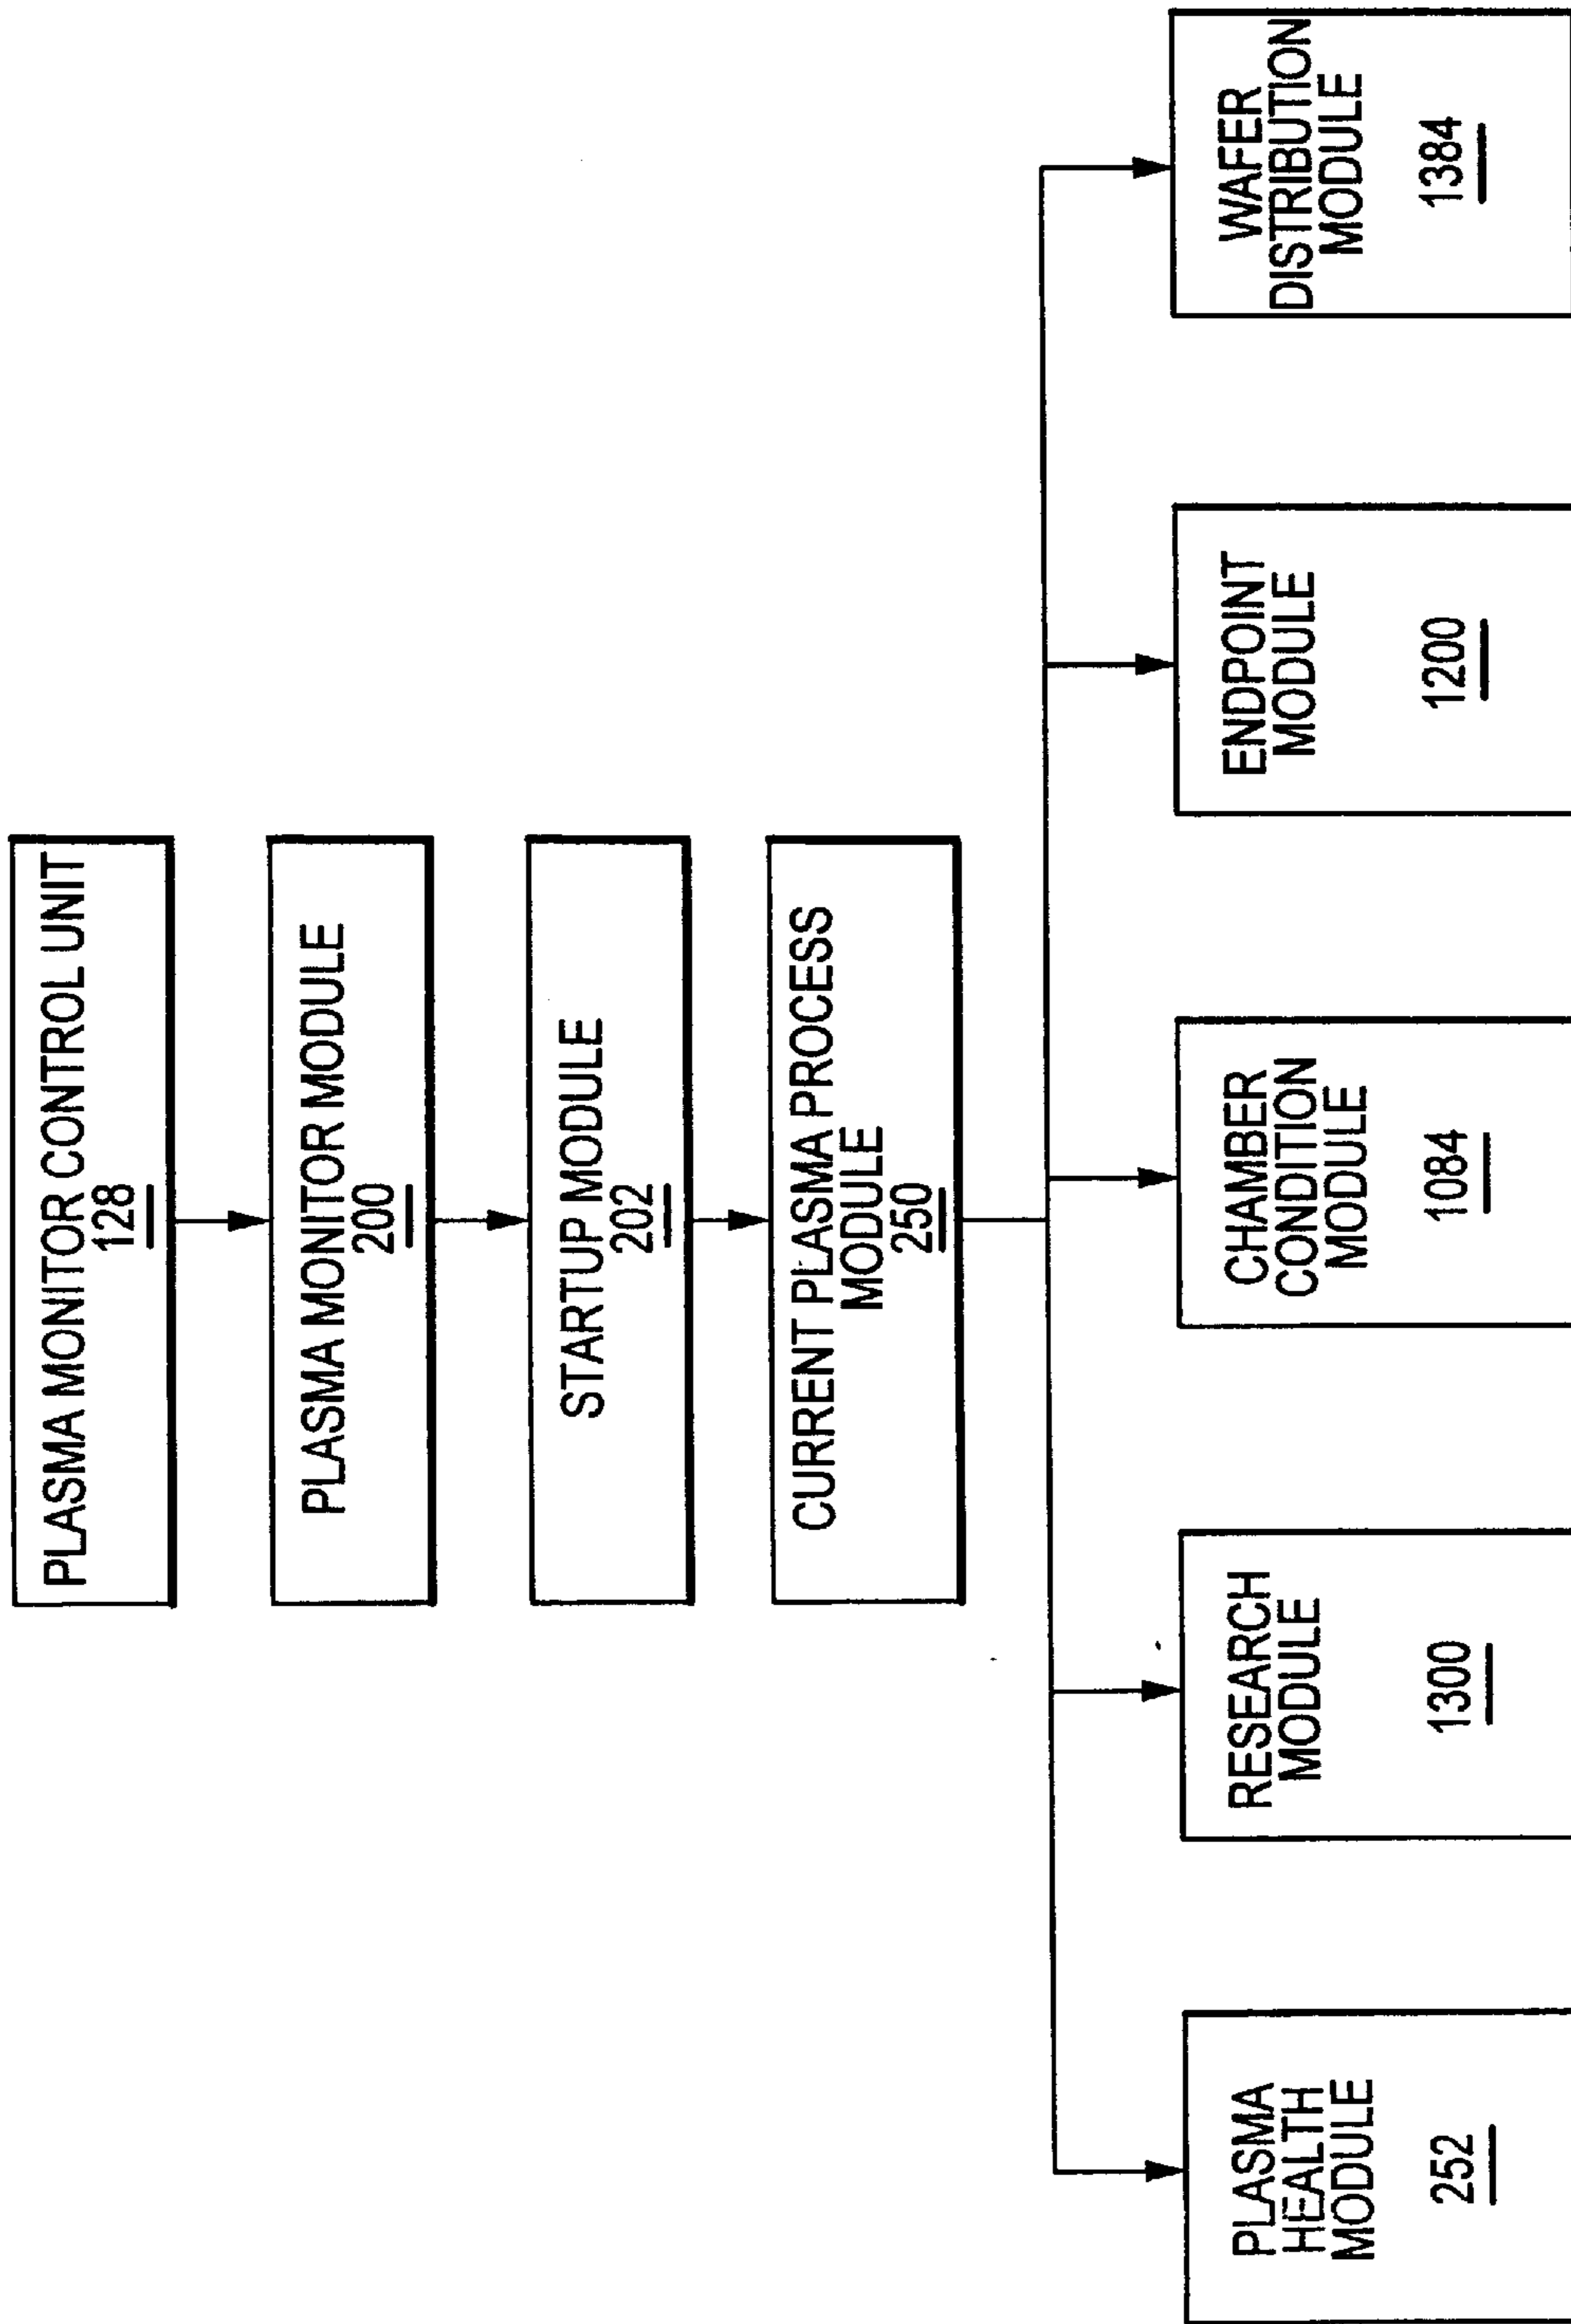 PLASMA MONITOR CONTROL UNIT
128
PLASMA MONITOR MODULE
200
STARTUP MODULE
202
CURRENT PLASMA PROCESS
MODULE
250
PLASMA
HEALTH
MODULE
252
RESEARCH
MODULE
1300
CHAMBER
CONDITION
MODULE
1084
ENDPOINT
MODULE
1200
WAFER
DISTRIBUTION
MODULE
1384